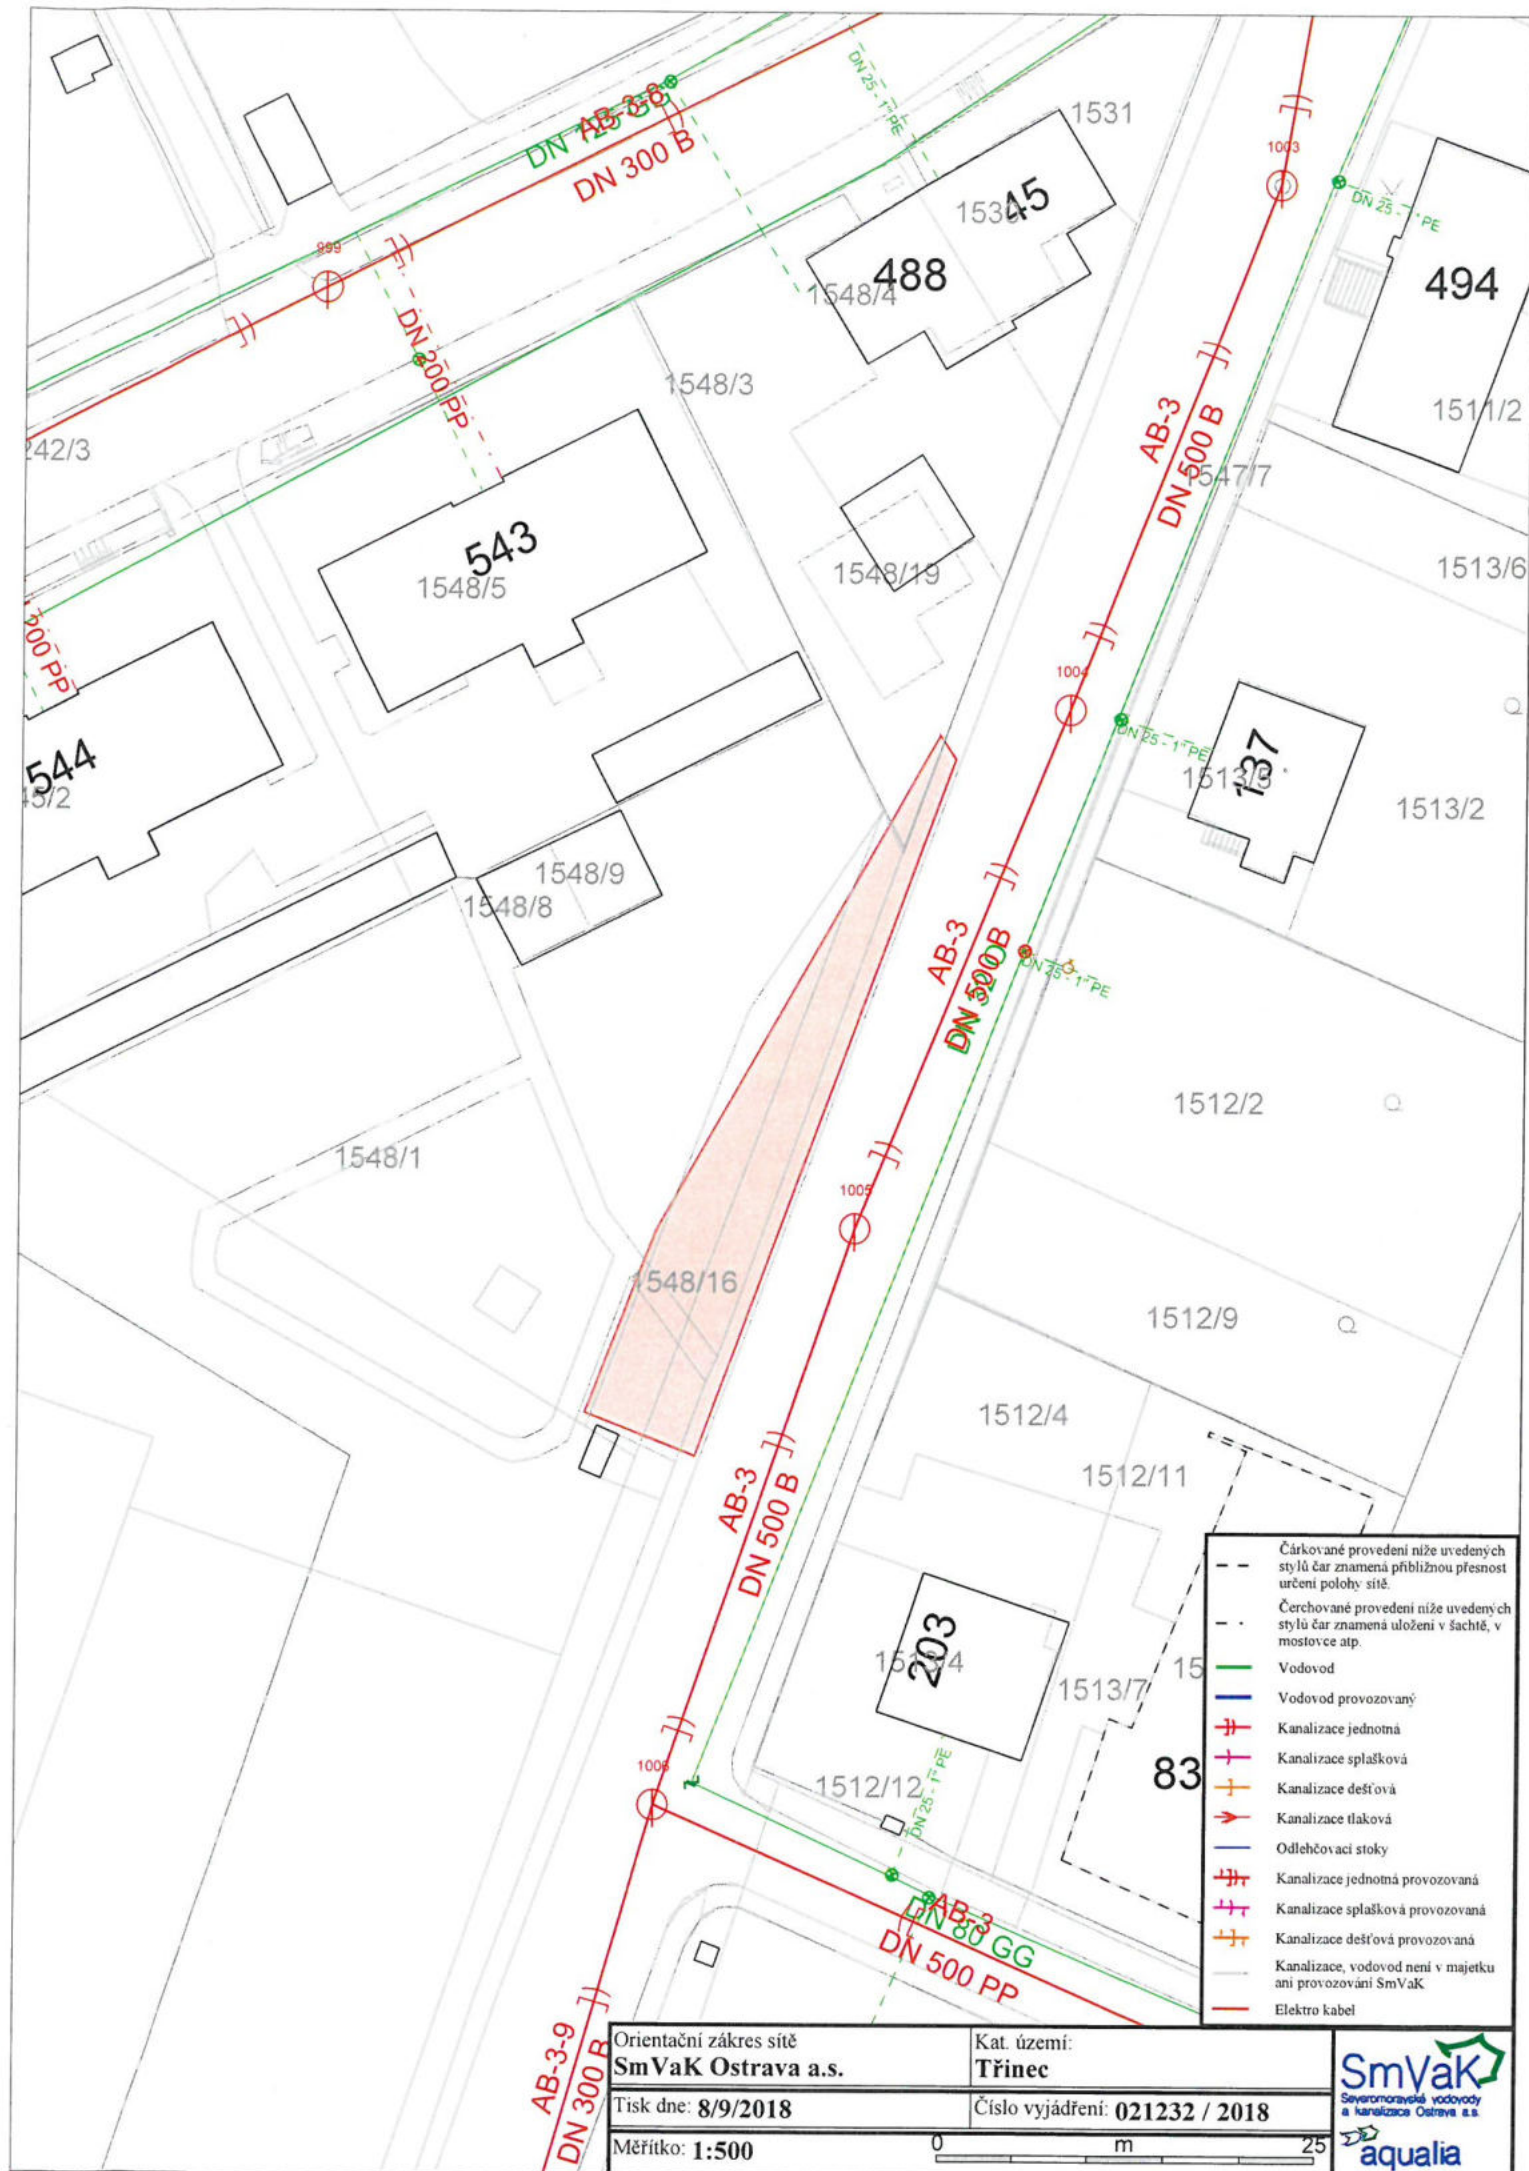 AB-3-8
DN 125 GG
DN 300 B
DN 25 - 1" PE
1531
1003
DN 25 - 1" PE
45
1530
488
1548/4
494
999
DN 200 PP
1548/3
1511/2
AB-3
DN 500 B
1547/7
242/3
543
1548/5
1548/19
1513/6
200 PP
1004
DN 25 - 1" PE
137
1513/5
1513/2
544
45/2
1548/9
1548/8
AB-3
DN 500 B
DN 25 - 1" PE
1512/2
1548/1
1005
1548/16
1512/9
1512/4
1512/11
AB-3
DN 500 B
203
1513/7
15
83
1006
1512/12
DN 25 - 1" PE
AB-3
DN 80 GG
DN 500 PP
AB-3-9
DN 300 B
Čárkované provedení níže uvedených
stylů čar znamená přibližnou přesnost
určení polohy sítě.
Čerchované provedení níže uvedených
stylů čar znamená uložení v šachtě, v
mostovce atp.
Vodovod
Vodovod provozovaný
Kanalizace jednotná
Kanalizace splašková
Kanalizace dešťová
Kanalizace tlaková
Odlehčovací stoky
Kanalizace jednotná provozovaná
Kanalizace splašková provozovaná
Kanalizace dešťová provozovaná
Kanalizace, vodovod není v majetku
ani provozování SmVaK
Elektro kabel
Orientační zákres sítě
SmVaK Ostrava a.s.
Kat. území:
Třinec
Tisk dne: 8/9/2018
Číslo vyjádření: 021232 / 2018
Měřítko: 1:500
0 m 25
SmVaK
Severomoravské vodovody
a kanalizace Ostrava a.s.
aqualia